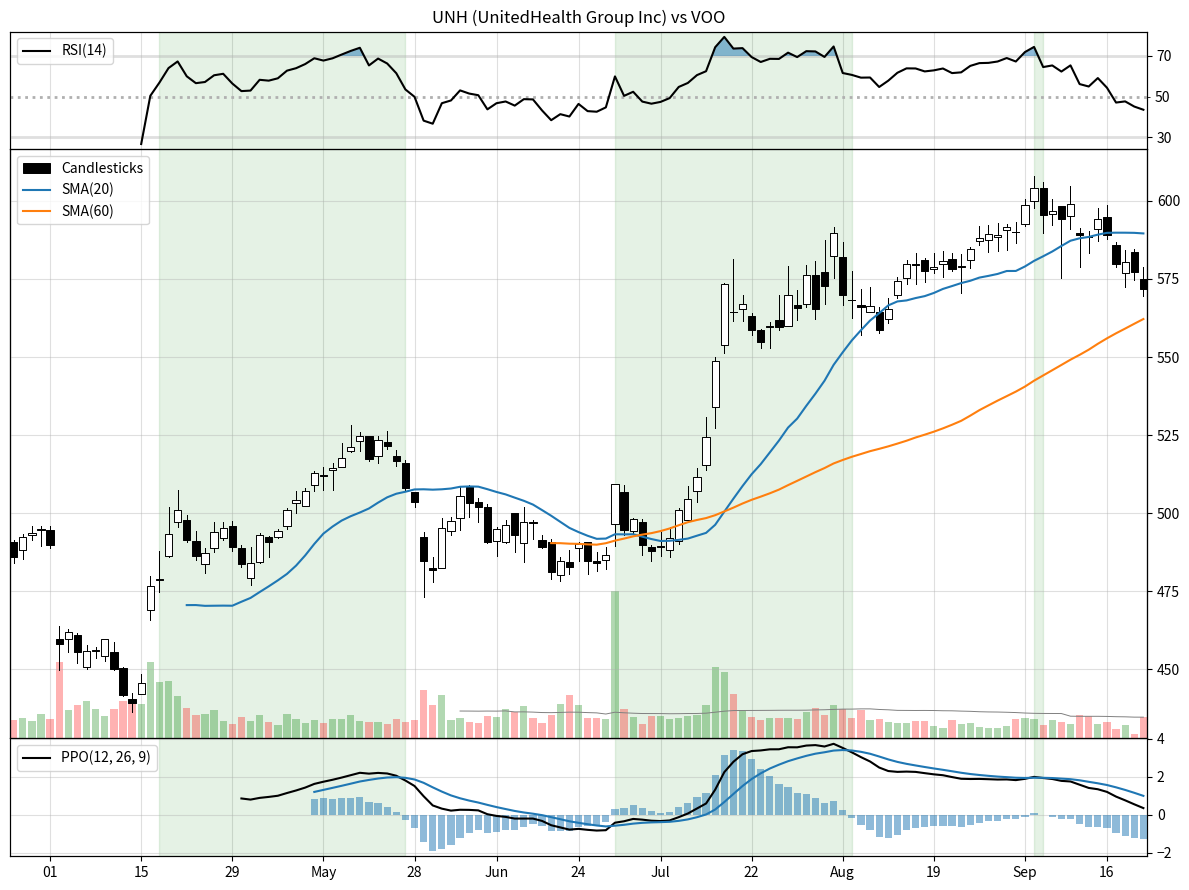 UNH (UnitedHealth Group Inc) vs VOO
RSI(14)
70
50
30
Candlesticks
SMA(20)
SMA(60)
600
575
550
525
500
475
450
PPO(12, 26, 9)
4
2
0
−2
01 15 29 May 28 Jun 24 Jul 22 Aug 19 Sep 16